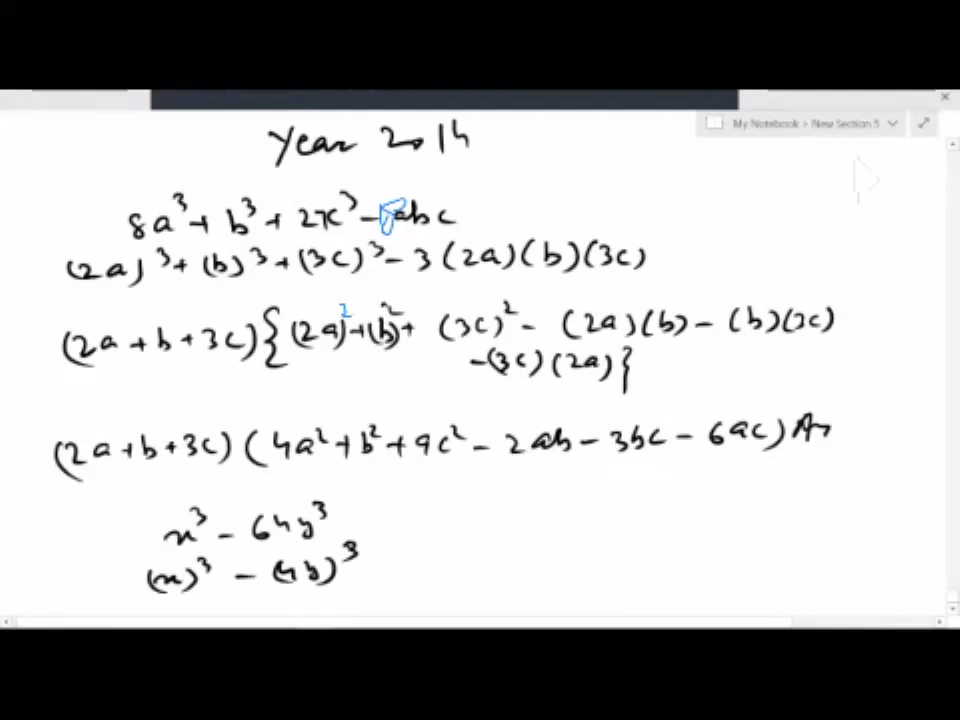 My Notebook > New Section 5
Year 2014
8a³ + b³ + 27c³ - abc
(2a)³ + (b)³ + (3c)³ - 3(2a)(b)(3c)
(2a + b + 3c) {(2a)² + (b)² + (3c)² - (2a)(b) - (b)(3c)
- (3c)(2a)}
(2a + b + 3c) (4a² + b² + 9c² - 2ab - 3bc - 6ac) Ans
x³ - 64y³
(x)³ - (4y)³